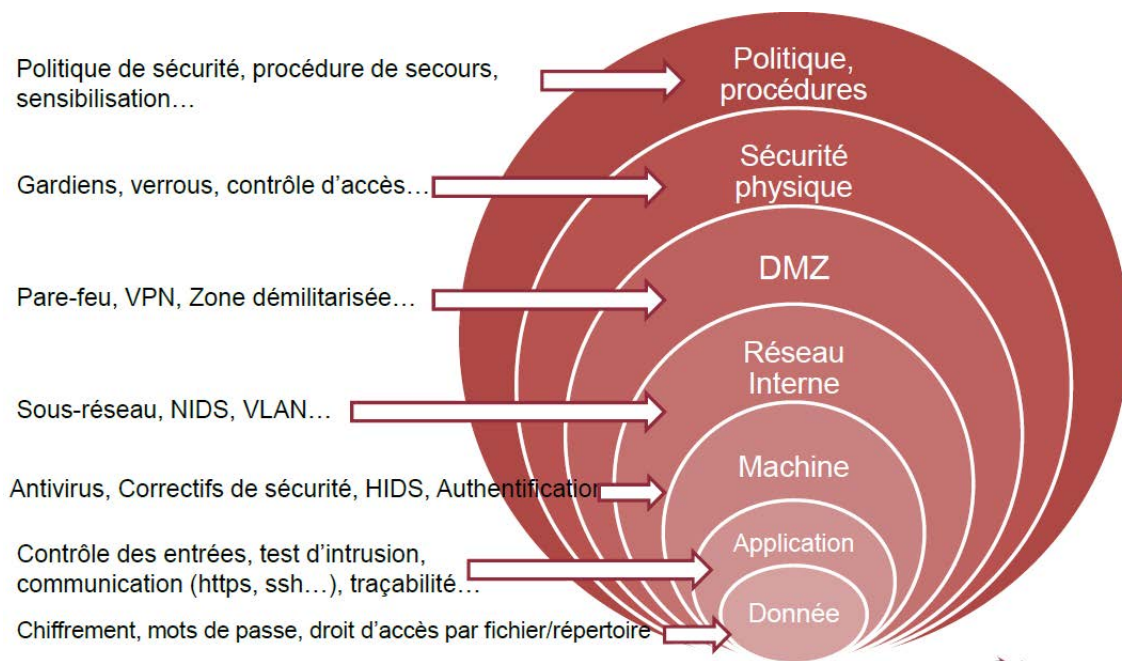 Politique de sécurité, procédure de secours,
sensibilisation…
Politique,
procédures
Gardiens, verrous, contrôle d’accès…
Sécurité
physique
Pare-feu, VPN, Zone démilitarisée…
DMZ
Sous-réseau, NIDS, VLAN…
Réseau
Interne
Antivirus, Correctifs de sécurité, HIDS, Authentification
Machine
Contrôle des entrées, test d’intrusion,
communication (https, ssh…), traçabilité…
Application
Chiffrement, mots de passe, droit d’accès par fichier/répertoire
Donnée